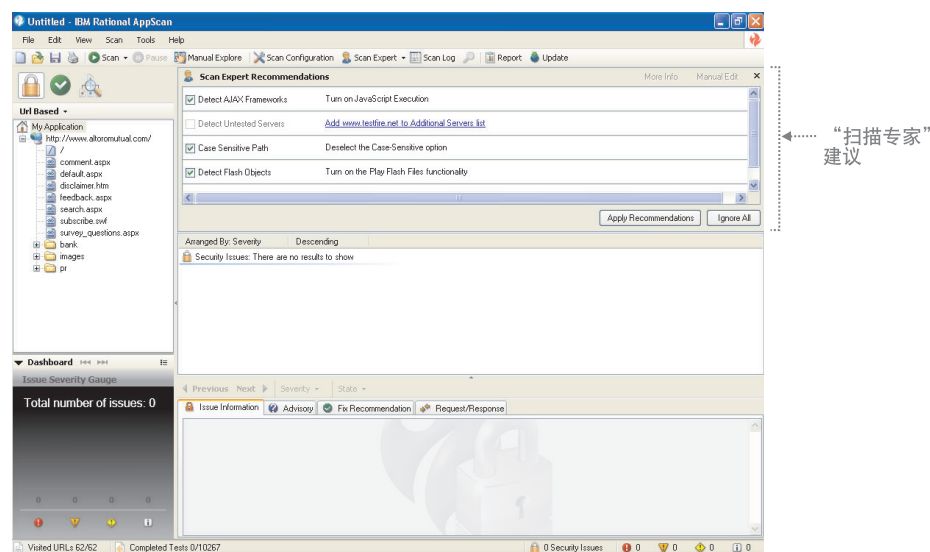 Untitled - IBM Rational AppScan
File Edit View Scan Tools Help
Scan Pause Manual Explore Scan Configuration Scan Expert Scan Log Report Update
Scan Expert Recommendations More Info Manual Edit
Detect AJAX Frameworks Turn on JavaScript Execution
Detect Untested Servers Add www.testfire.net to Additional Servers list
Case Sensitive Path Deselect the Case-Sensitive option
Detect Flash Objects Turn on the Play Flash Files functionality
Apply Recommendations Ignore All
“扫描专家”
建议
Url Based
My Application
http://www.altoromutual.com/
/
comment.aspx
default.aspx
disclaimer.htm
feedback.aspx
search.aspx
subscribe.swf
survey_questions.aspx
bank
images
pr
Arranged By: Severity Descending
Security Issues: There are no results to show
Dashboard
Issue Severity Gauge
Total number of issues: 0
0 0 0 0
Previous Next Severity State
Issue Information Advisory Fix Recommendation Request/Response
Visited URLs 62/62 Completed Tests 0/10267 0 Security Issues 0 0 0 0